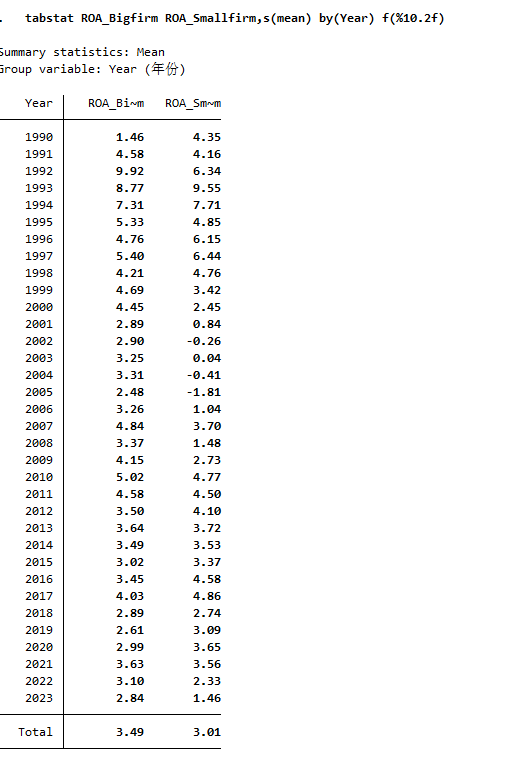 . tabstat ROA_Bigfirm ROA_Smallfirm,s(mean) by(Year) f(%10.2f)
Summary statistics: Mean
Group variable: Year (年份)
Year ROA_Bi~m ROA_Sm~m
1990 1.46 4.35
1991 4.58 4.16
1992 9.92 6.34
1993 8.77 9.55
1994 7.31 7.71
1995 5.33 4.85
1996 4.76 6.15
1997 5.40 6.44
1998 4.21 4.76
1999 4.69 3.42
2000 4.45 2.45
2001 2.89 0.84
2002 2.90 -0.26
2003 3.25 0.04
2004 3.31 -0.41
2005 2.48 -1.81
2006 3.26 1.04
2007 4.84 3.70
2008 3.37 1.48
2009 4.15 2.73
2010 5.02 4.77
2011 4.58 4.50
2012 3.50 4.10
2013 3.64 3.72
2014 3.49 3.53
2015 3.02 3.37
2016 3.45 4.58
2017 4.03 4.86
2018 2.89 2.74
2019 2.61 3.09
2020 2.99 3.65
2021 3.63 3.56
2022 3.10 2.33
2023 2.84 1.46
Total 3.49 3.01